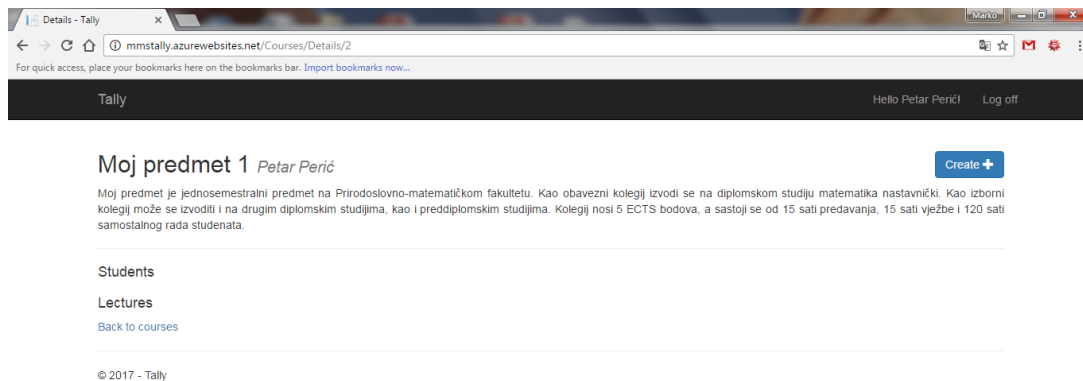 Details - Tally
Marko
mmstally.azurewebsites.net/Courses/Details/2
For quick access, place your bookmarks here on the bookmarks bar. Import bookmarks now...
Tally Hello Petar Perić! Log off
Moj predmet 1 Petar Perić Create
Moj predmet je jednosemestralni predmet na Prirodoslovno-matematičkom fakultetu. Kao obavezni kolegij izvodi se na diplomskom studiju matematika nastavnički. Kao izborni
kolegij može se izvoditi i na drugim diplomskim studijima, kao i preddiplomskim studijima. Kolegij nosi 5 ECTS bodova, a sastoji se od 15 sati predavanja, 15 sati vježbe i 120 sati
samostalnog rada studenata.
Students
Lectures
Back to courses
© 2017 - Tally